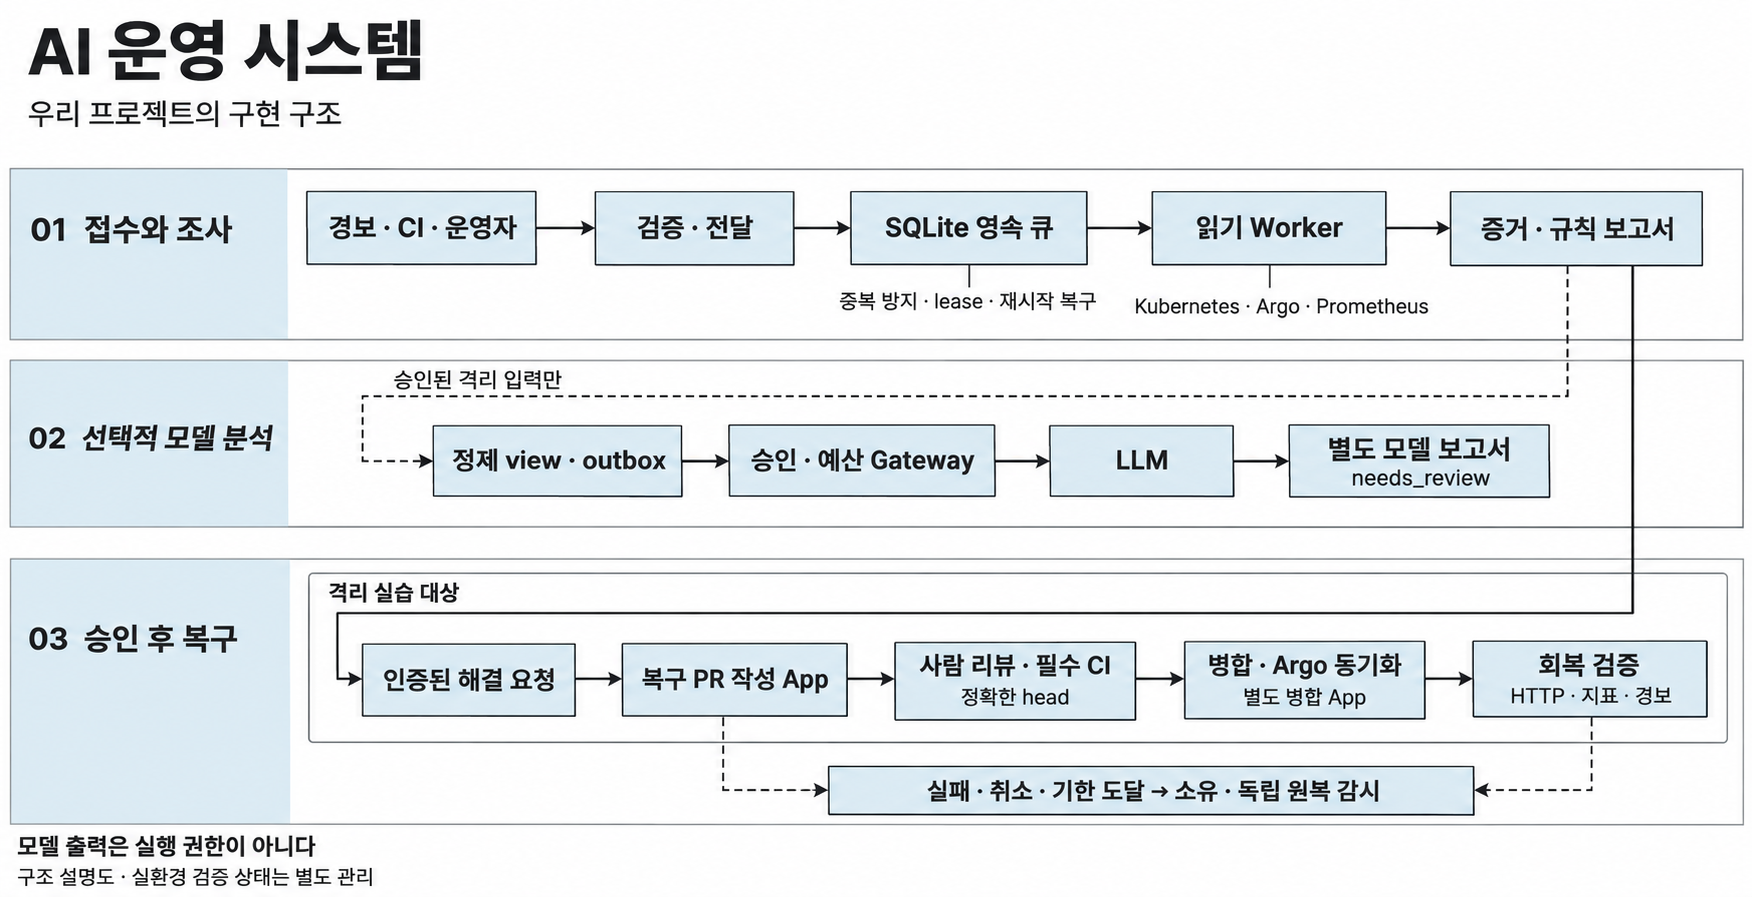 AI 운영 시스템
우리 프로젝트의 구현 구조
01 접수와 조사
경보 · CI · 운영자
검증 · 전달
SQLite 영속 큐
읽기 Worker
증거 · 규칙 보고서
중복 방지 · lease · 재시작 복구
Kubernetes · Argo · Prometheus
02 선택적 모델 분석
승인된 격리 입력만
정제 view · outbox
승인 · 예산 Gateway
LLM
별도 모델 보고서
needs_review
03 승인 후 복구
격리 실습 대상
인증된 해결 요청
복구 PR 작성 App
사람 리뷰 · 필수 CI
정확한 head
병합 · Argo 동기화
별도 병합 App
회복 검증
HTTP · 지표 · 경보
실패 · 취소 · 기한 도달 → 소유 · 독립 원복 감시
모델 출력은 실행 권한이 아니다
구조 설명도 · 실환경 검증 상태는 별도 관리